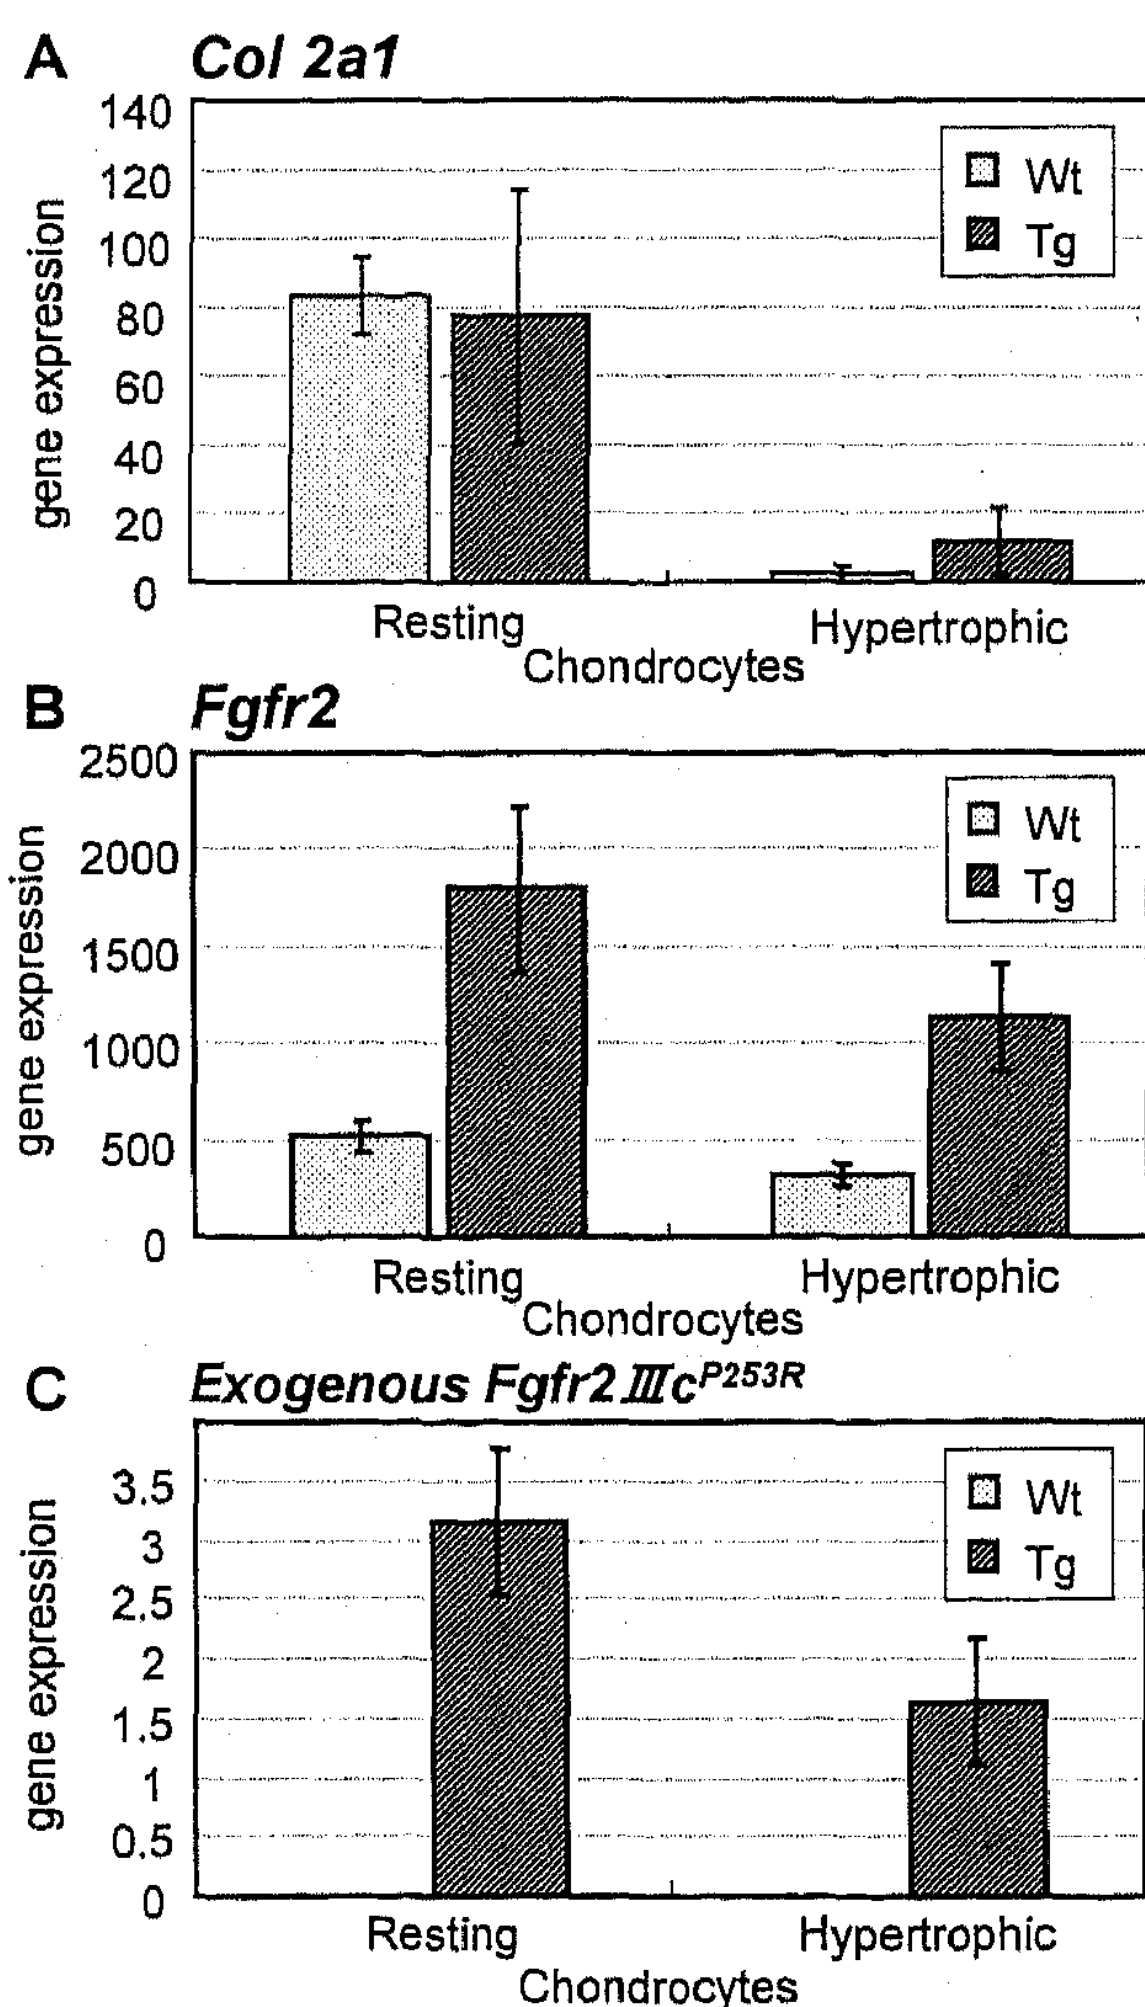 A Col 2a1
140
120
100
80
60
40
20
0
gene expression
Wt
Tg
Resting
Hypertrophic
Chondrocytes
B Fgfr2
2500
2000
1500
1000
500
0
gene expression
Wt
Tg
Resting
Hypertrophic
Chondrocytes
C Exogenous Fgfr2ⅢcP253R
3.5
3
2.5
2
1.5
1
0.5
0
gene expression
Wt
Tg
Resting
Hypertrophic
Chondrocytes